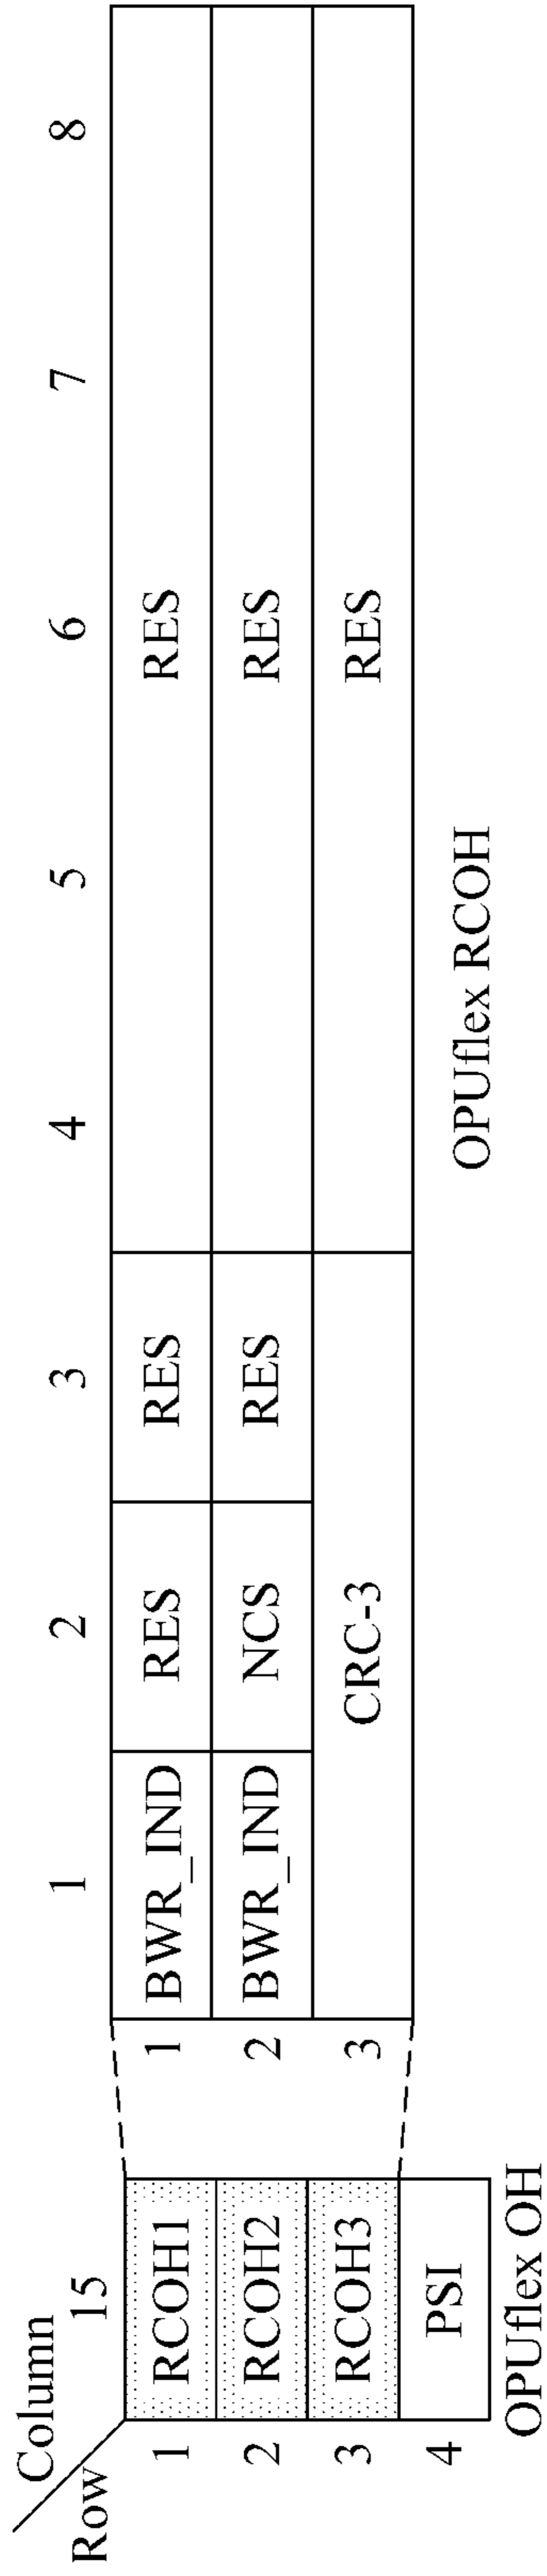 Column
Row
15
1 RCOH1
2 RCOH2
3 RCOH3
4 PSI
OPUflex OH
1 2 3 4 5 6 7 8
1 BWR_IND RES RES RES
2 BWR_IND NCS RES RES
3 CRC-3 RES
OPUflex RCOH